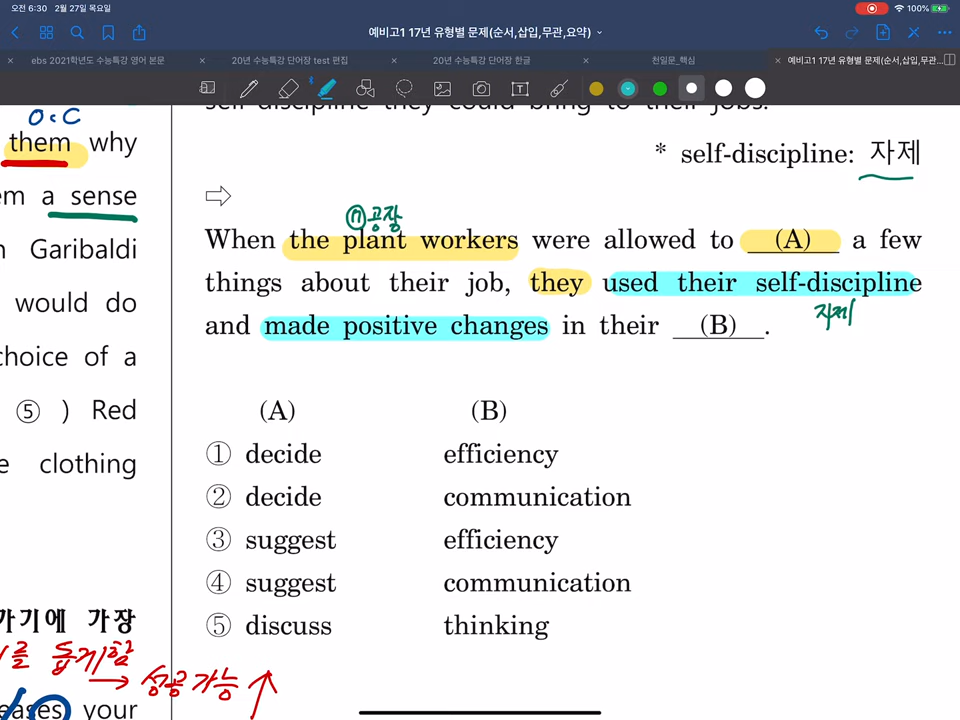 오전 6:30 2월 27일 목요일
100%
예비고1 17년 유형별 문제(순서,삽입,무관,요약)
ebs 2021학년도 수능특강 영어 본문
20년 수능특강 단어장 test 편집
20년 수능특강 단어장 한글
천일문_핵심
예비고1 17년 유형별 문제(순서,삽입,무관,...
O.C
them why
em a sense
n Garibaldi
would do
choice of a
⑤ ) Red
e clothing
가기에 가장
를 돕게함
→ 성공가능 ↑
eases your
self-discipline they could bring to their jobs.
* self-discipline: 자제
⇨
ⓝ공장
When the plant workers were allowed to (A) a few
things about their job, they used their self-discipline
자제
and made positive changes in their (B) .
(A) (B)
① decide efficiency
② decide communication
③ suggest efficiency
④ suggest communication
⑤ discuss thinking